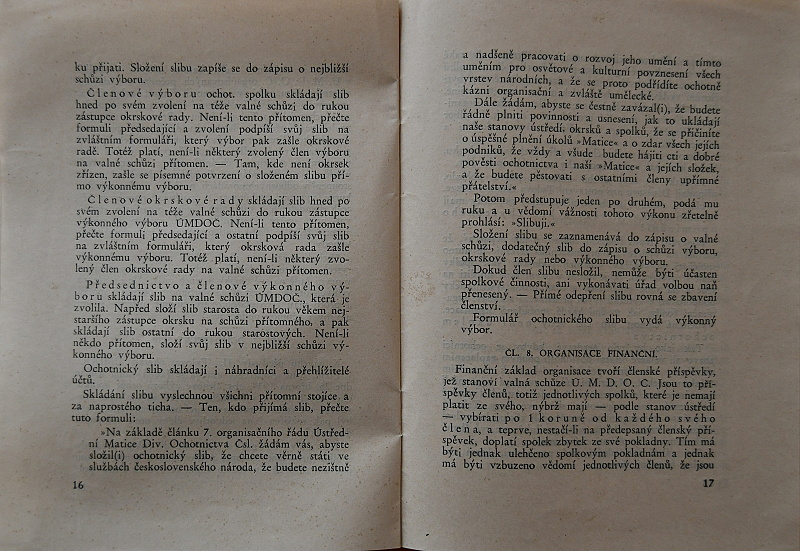 ku přijati. Složení slibu zapíše se do zápisu o nejbližší
schůzi výboru.
Členové výboru ochot. spolku skládají slib
hned po svém zvolení na téže valné schůzi do rukou
zástupce okrskové rady. Není-li tento přítomen, přečte
formuli předsedající a zvolení podpíší svůj slib na
zvláštním formuláři, který výbor pak zašle okrskové
radě. Totéž platí, není-li některý zvolený člen výboru
na valné schůzi přítomen. — Tam, kde není okrsek
zřízen, zašle se písemné potvrzení o složeném slibu pří-
mo výkonnému výboru.
Členové okrskové rady skládají slib hned po
svém zvolení na téže valné schůzi do rukou zástupce
výkonného výboru ÚMDOČ. Není-li tento přítomen,
přečte formuli předsedající a ostatní podpíší svůj slib
na zvláštním formuláři, který okrsková rada zašle
výkonnému výboru. Totéž platí, není-li některý zvo-
lený člen okrskové rady na valné schůzi přítomen.
Předsednictvo a členové výkonného vý-
boru skládají slib na valné schůzi ÚMDOČ., která je
zvolila. Napřed složí slib starosta do rukou věkem nej-
staršího zástupce okrsku na schůzi přítomného, a pak
skládají slib ostatní do rukou starostových. Není-li
někdo přítomen, složí svůj slib v nejbližší schůzi vý-
konného výboru.
Ochotnický slib skládají i náhradníci a přehlížitelé
účtů.
Skládání slibu vyslechnou všichni přítomní stojíce a
za naprostého ticha. — Ten, kdo přijímá slib, přečte
tuto formuli:
»Na základě článku 7. organisačního řádu Ústřed-
ní Matice Div. Ochotnictva Čsl. žádám vás, abyste
složil(i) ochotnický slib, že chcete věrně státi ve
službách československého národa, že budete nezištně
16
a nadšeně pracovati o rozvoj jeho umění a tímto
uměním pro osvětové a kulturní povznesení všech
vrstev národních, a že se proto podřídíte ochotně
kázni organisační a zvláště umělecké.
Dále žádám, abyste se čestně zavázal(i), že budete
řádně plniti povinnosti a usnesení, jak to ukládají
naše stanovy ústředí, okrsků a spolků, že se přičiníte
o úspěšné plnění úkolů »Matice« a o zdar všech jejích
podniků, že vždy a všude budete hájiti cti a dobré
pověsti ochotnictva i naší »Matice« a jejích složek,
a že budete pěstovati s ostatními členy upřímné
přátelství.«
Potom předstupuje jeden po druhém, podá mu
ruku a u vědomí vážnosti tohoto výkonu zřetelně
prohlásí: »Slibuji.«
Složení slibu se zaznamenává do zápisu o valné
schůzi, dodatečný slib do zápisu o schůzi výboru,
okrskové rady nebo výkonného výboru.
Dokud člen slibu nesložil, nemůže býti účasten
spolkové činnosti, ani vykonávati úřad volbou naň
přenesený. — Přímé odepření slibu rovná se zbavení
členství.
Formulář ochotnického slibu vydá výkonný
výbor.
ČL. 8. ORGANISACE FINANČNÍ.
Finanční základ organisace tvoří členské příspěvky,
jež stanoví valná schůze Ú. M. D. O. Č. Jsou to pří-
spěvky členů, totiž jednotlivých spolků, které je nemají
platit ze svého, nýbrž mají — podle stanov ústředí
— vybírati po 1 koruně od každého svého
člena, a teprve, nestačí-li na předepsaný členský pří-
spěvek, doplatí spolek zbytek ze své pokladny. Tím má
býti jednak ulehčeno spolkovým pokladnám a jednak
má býti vzbuzeno vědomí jednotlivých členů, že jsou
17